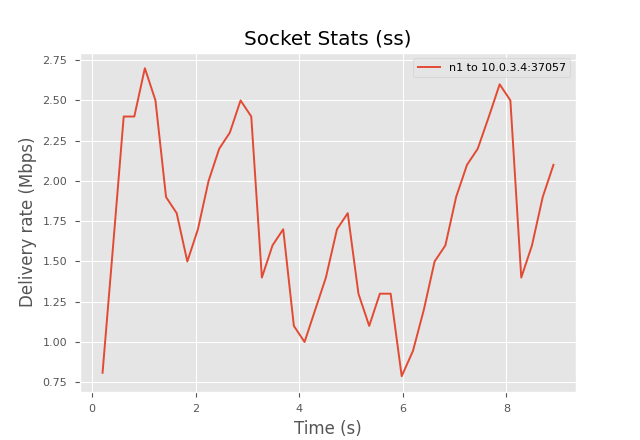 Socket Stats (ss)
n1 to 10.0.3.4:37057
Delivery rate (Mbps)
2.75
2.50
2.25
2.00
1.75
1.50
1.25
1.00
0.75
0 2 4 6 8
Time (s)